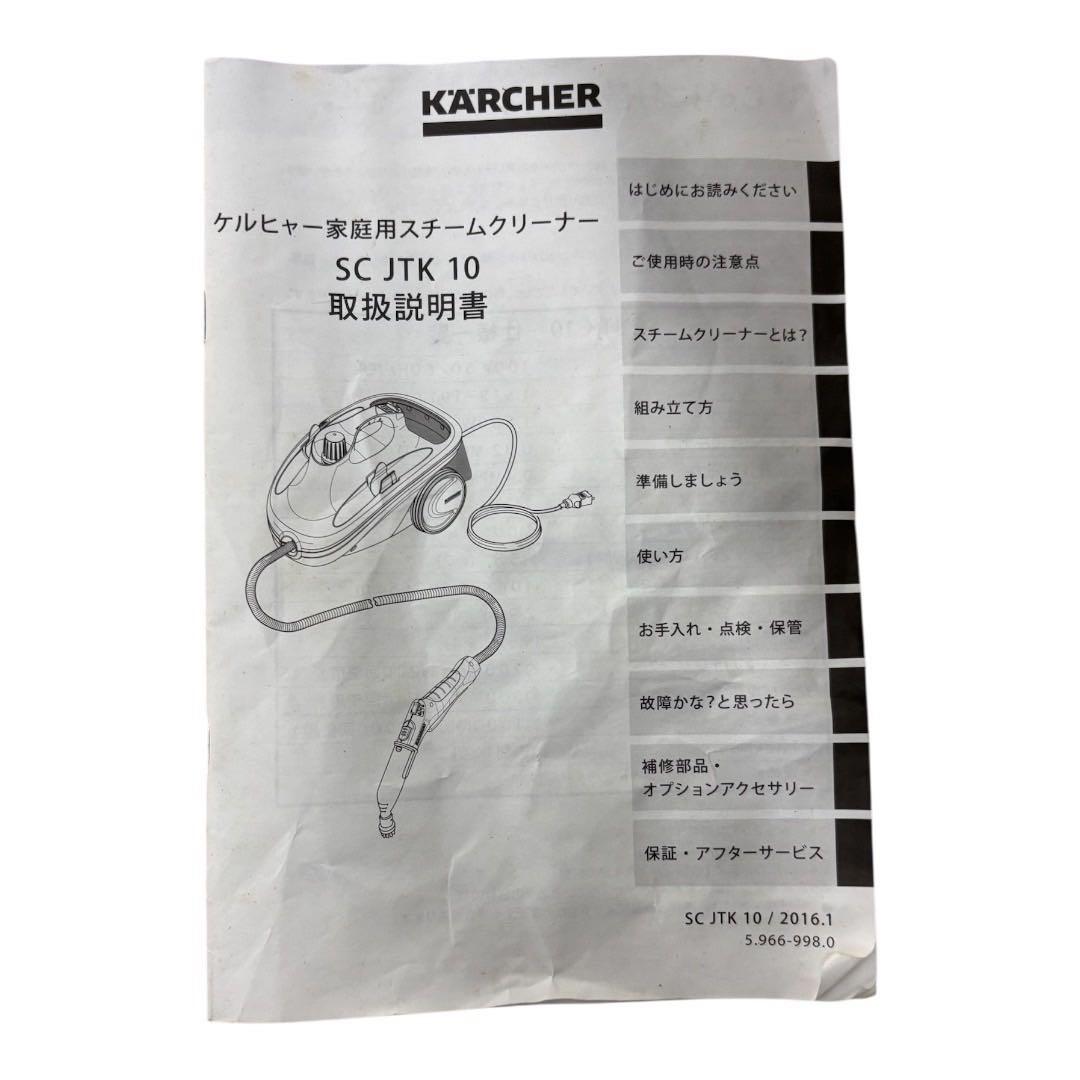 KÄRCHER
ケルヒャー家庭用スチームクリーナー
SC JTK 10
取扱説明書
はじめにお読みください
ご使用時の注意点
スチームクリーナーとは?
組み立て方
準備しましょう
使い方
お手入れ・点検・保管
故障かな?と思ったら
補修部品・
オプションアクセサリー
保証・アフターサービス
SC JTK 10 / 2016.1
5.966-998.0